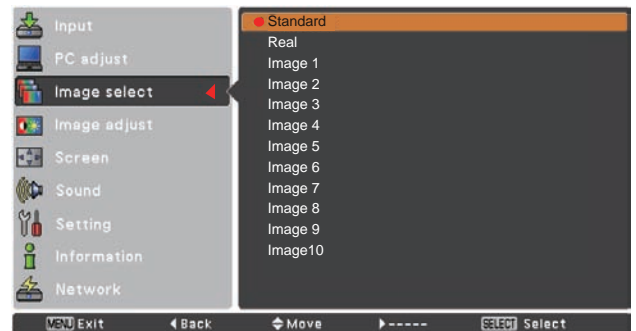 Input
PC adjust
Image select
Image adjust
Screen
Sound
Setting
Information
Network
Standard
Real
Image 1
Image 2
Image 3
Image 4
Image 5
Image 6
Image 7
Image 8
Image 9
Image10
MENU Exit Back Move ----- SELECT Select